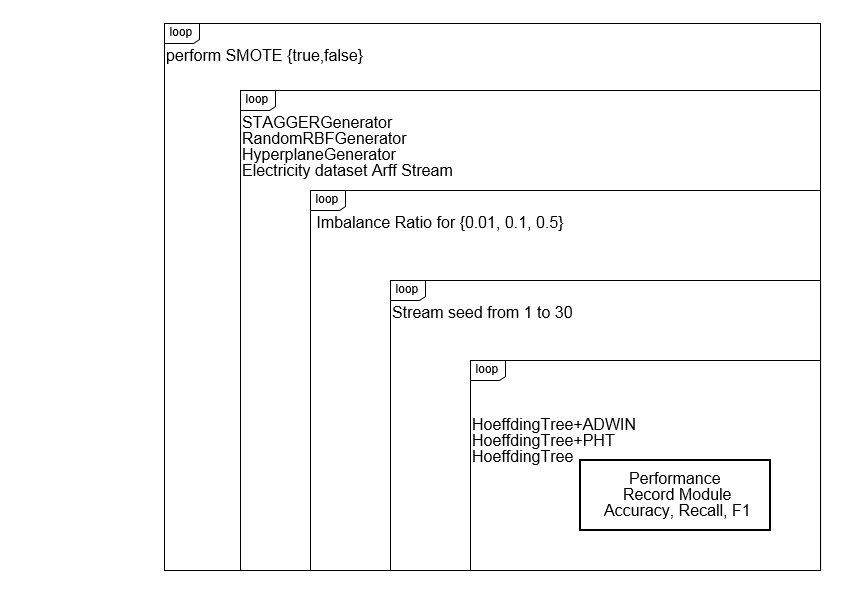 loop
perform SMOTE {true,false}
loop
STAGGERGenerator
RandomRBFGenerator
HyperplaneGenerator
Electricity dataset Arff Stream
loop
Imbalance Ratio for {0.01, 0.1, 0.5}
loop
Stream seed from 1 to 30
loop
HoeffdingTree+ADWIN
HoeffdingTree+PHT
HoeffdingTree
Performance
Record Module
Accuracy, Recall, F1